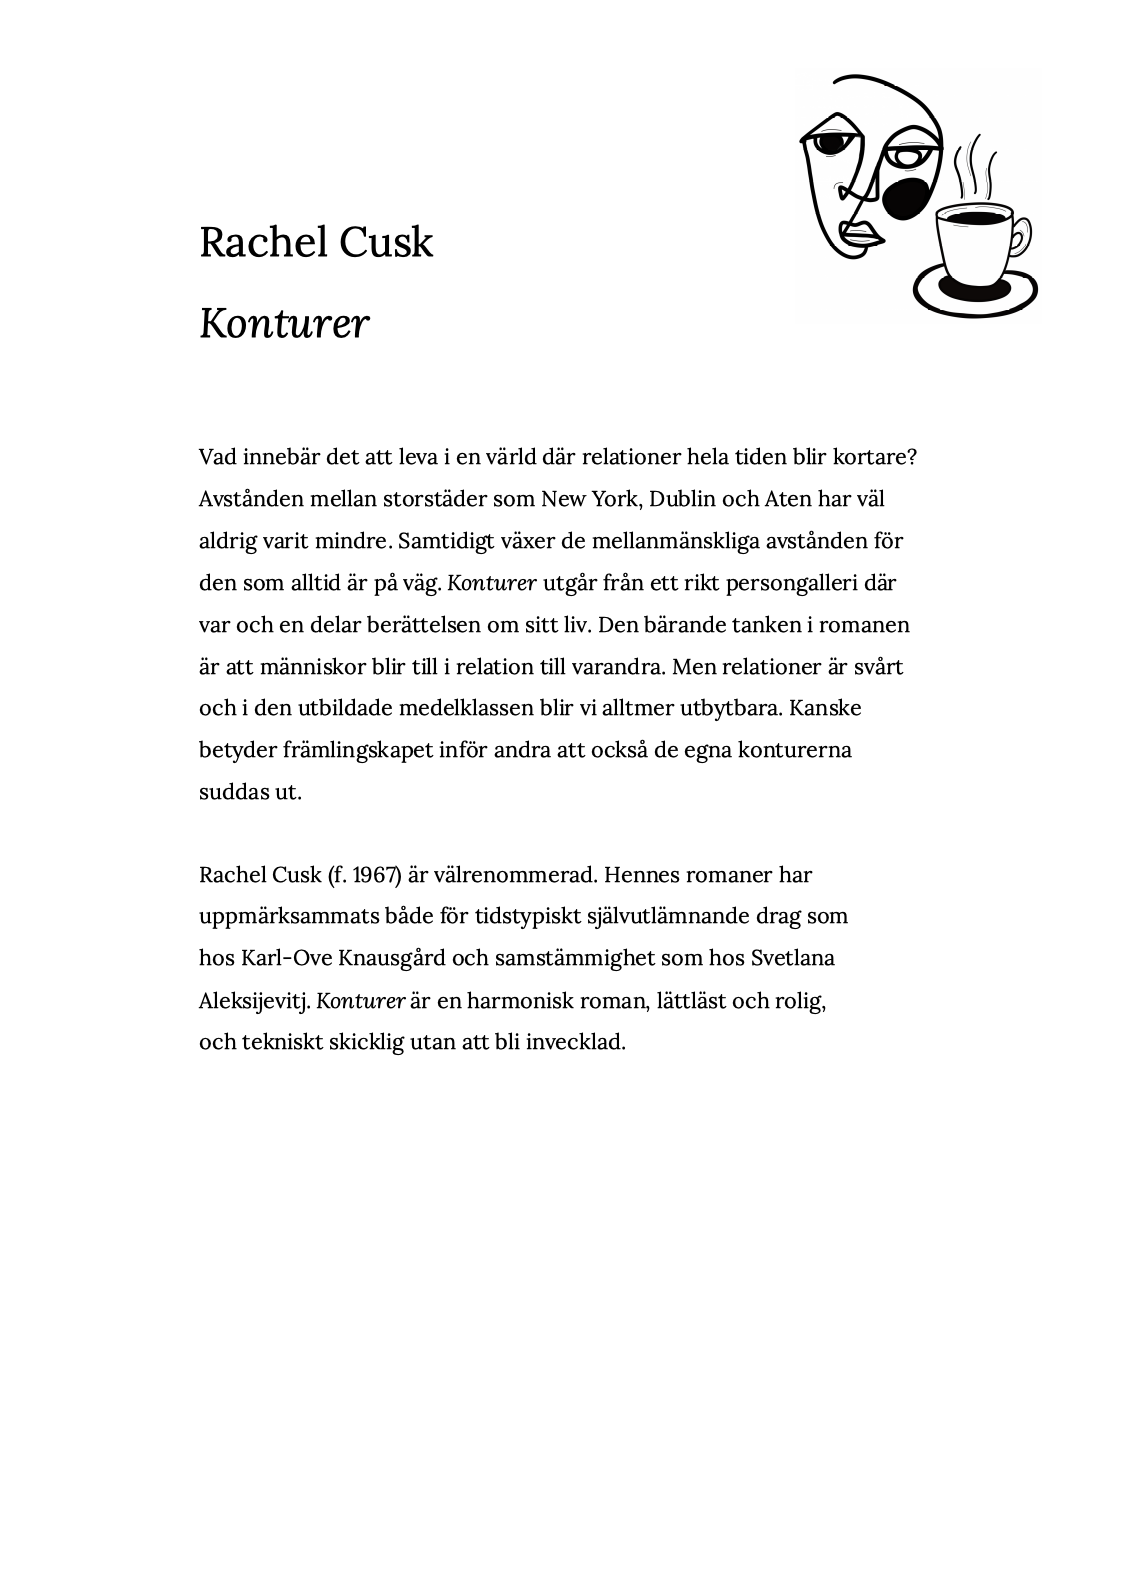 Rachel Cusk
Konturer
Vad innebär det att leva i en värld där relationer hela tiden blir kortare?
Avstånden mellan storstäder som New York, Dublin och Aten har väl
aldrig varit mindre. Samtidigt växer de mellanmänskliga avstånden för
den som alltid är på väg. Konturer utgår från ett rikt persongalleri där
var och en delar berättelsen om sitt liv. Den bärande tanken i romanen
är att människor blir till i relation till varandra. Men relationer är svårt
och i den utbildade medelklassen blir vi alltmer utbytbara. Kanske
betyder främlingskapet inför andra att också de egna konturerna
suddas ut.
Rachel Cusk (f. 1967) är välrenommerad. Hennes romaner har
uppmärksammats både för tidstypiskt självutlämnande drag som
hos Karl-Ove Knausgård och samstämmighet som hos Svetlana
Aleksijevitj. Konturer är en harmonisk roman, lättläst och rolig,
och tekniskt skicklig utan att bli invecklad.